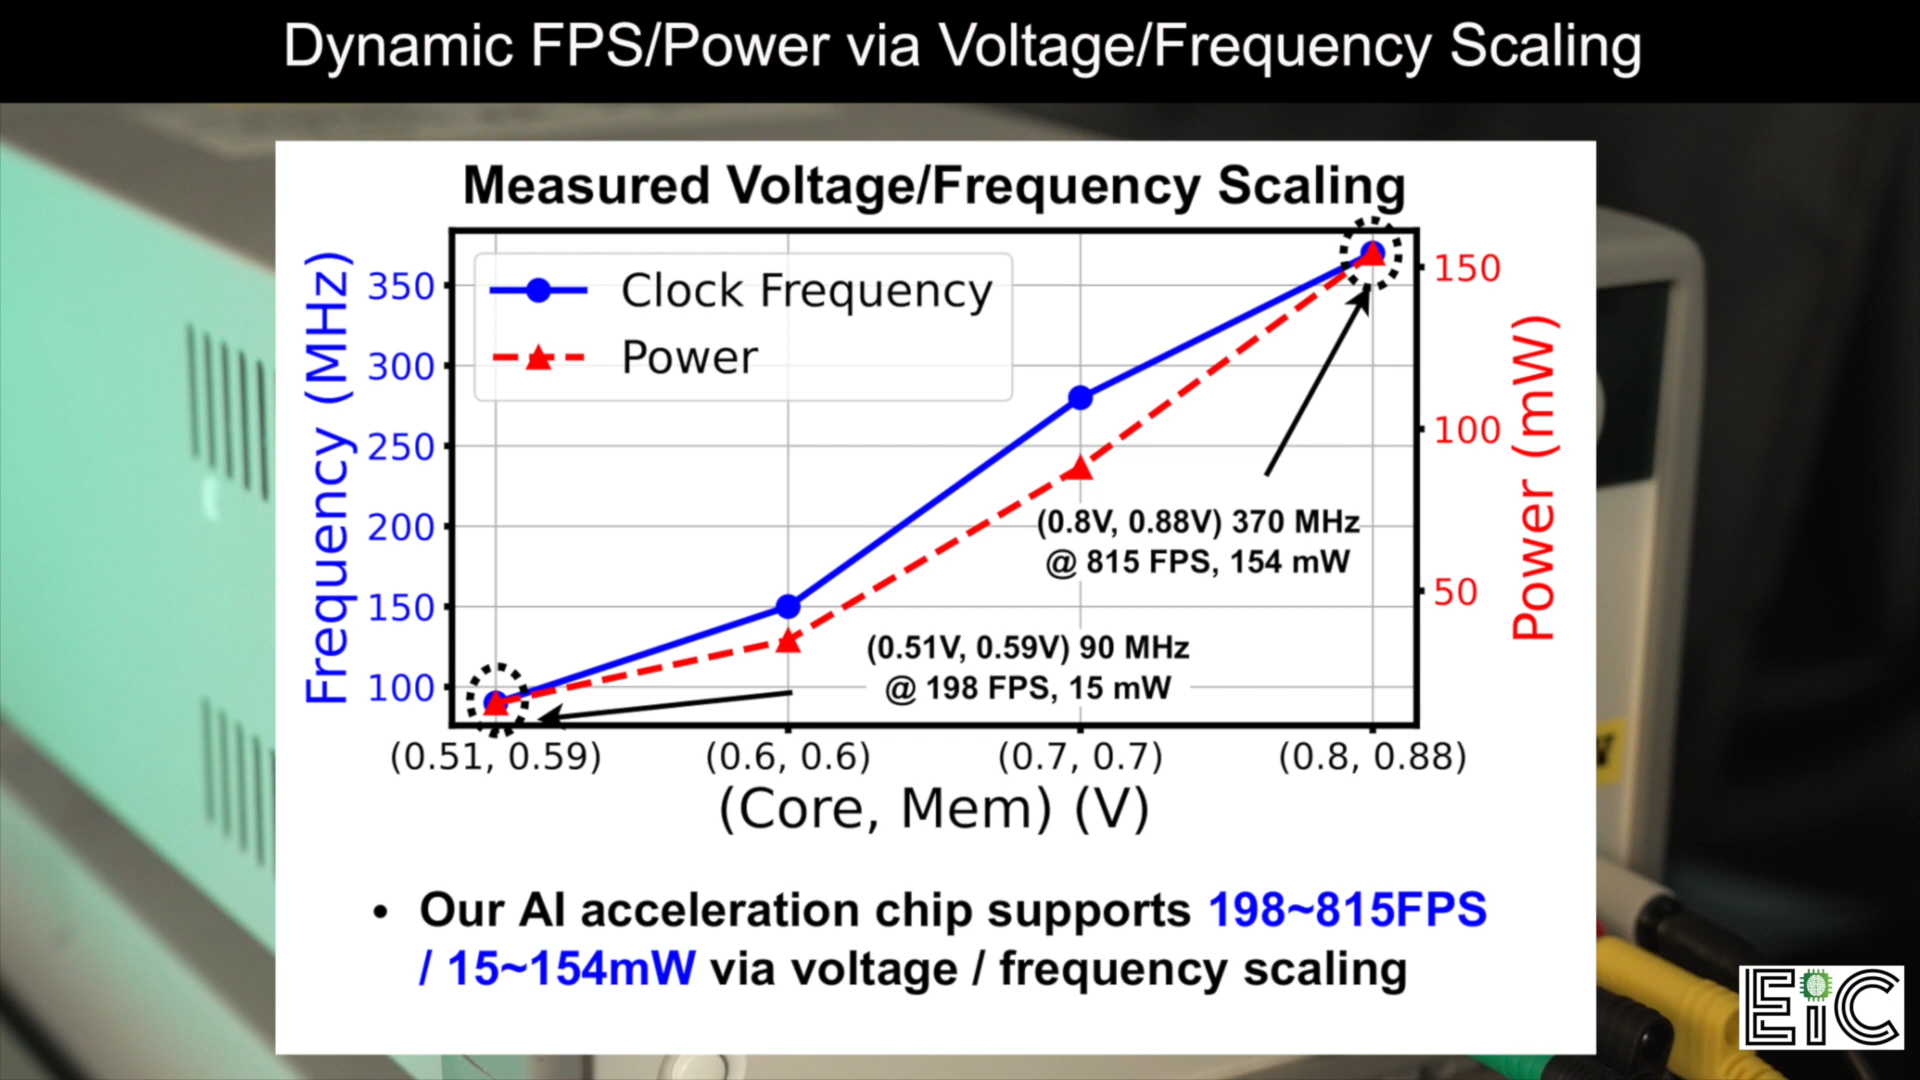 Dynamic FPS/Power via Voltage/Frequency Scaling
Measured Voltage/Frequency Scaling
Frequency (MHz)
350
300
250
200
150
100
Clock Frequency
Power
(0.8V, 0.88V) 370 MHz
@ 815 FPS, 154 mW
(0.51V, 0.59V) 90 MHz
@ 198 FPS, 15 mW
150
100
50
Power (mW)
(0.51, 0.59)
(0.6, 0.6)
(0.7, 0.7)
(0.8, 0.88)
(Core, Mem) (V)
• Our AI acceleration chip supports 198~815FPS
/ 15~154mW via voltage / frequency scaling
EiC